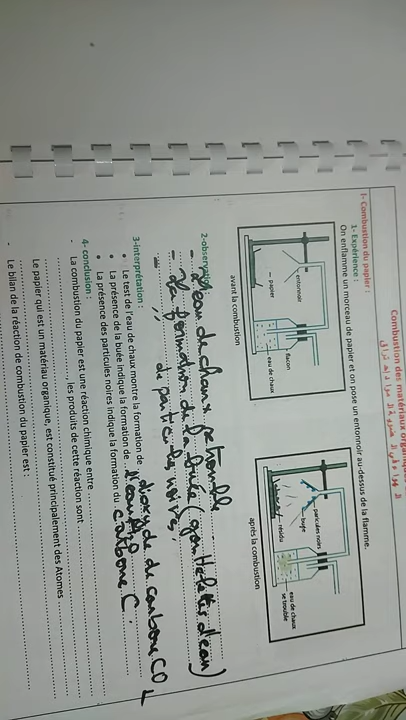 Combustion des matériaux organiques
I- Combustion du papier :
1- Expérience :
On enflamme un morceau de papier et on pose un entonnoir au-dessus de la flamme.
entonnoir
papier
flacon
eau de chaux
avant la combustion
particules noires
buée
résidu
eau de chaux
se trouble
après la combustion
2-observation
- L'eau de chaux se trouble
- La formation de la buée (gouttelettes d'eau)
- " de particules noires.
3-interprétation :
• Le test de l'eau de chaux montre la formation de dioxyde de carbone CO2
• La présence de la buée indique la formation de l'eau H2O
• La présence de particules noires indique la formation du carbone C.
4- conclusion :
- La combustion du papier est une réaction chimique entre
, les produits de cette réaction sont
Le papier qui est un matériau organique, est constitué principalement des Atomes
- Le bilan de la réaction de combustion du papier est :